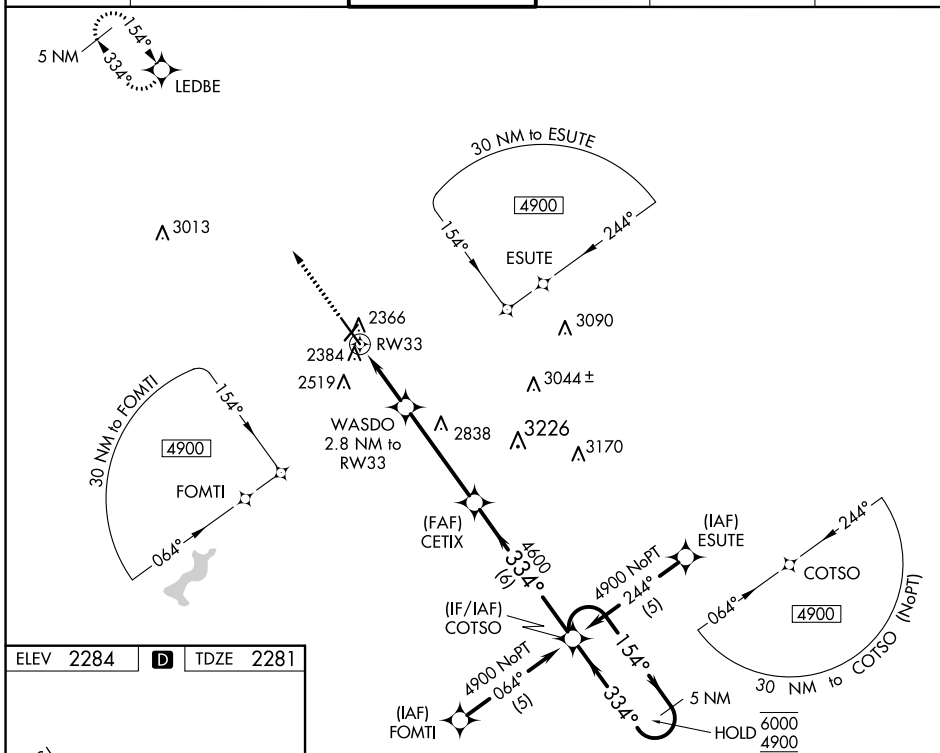 154°
5 NM
334°
LEDBE
30 NM to ESUTE
4900
154°
244°
ESUTE
3013
2366
RW33
2384
2519
3090
3044 ±
WASDO
2.8 NM to
RW33
2838
3226
3170
30 NM to FOMTI
154°
4900
FOMTI
064°
(FAF)
CETIX
4600
334°
(6)
(IAF)
ESUTE
4900 NoPT
244°
(5)
244°
COTSO
064°
4900
30 NM to COTSO (NoPT)
(IF/IAF)
COTSO
154°
334°
5 NM
HOLD
6000
4900
4900 NoPT
064°
(5)
(IAF)
FOMTI
ELEV 2284
D
TDZE 2281